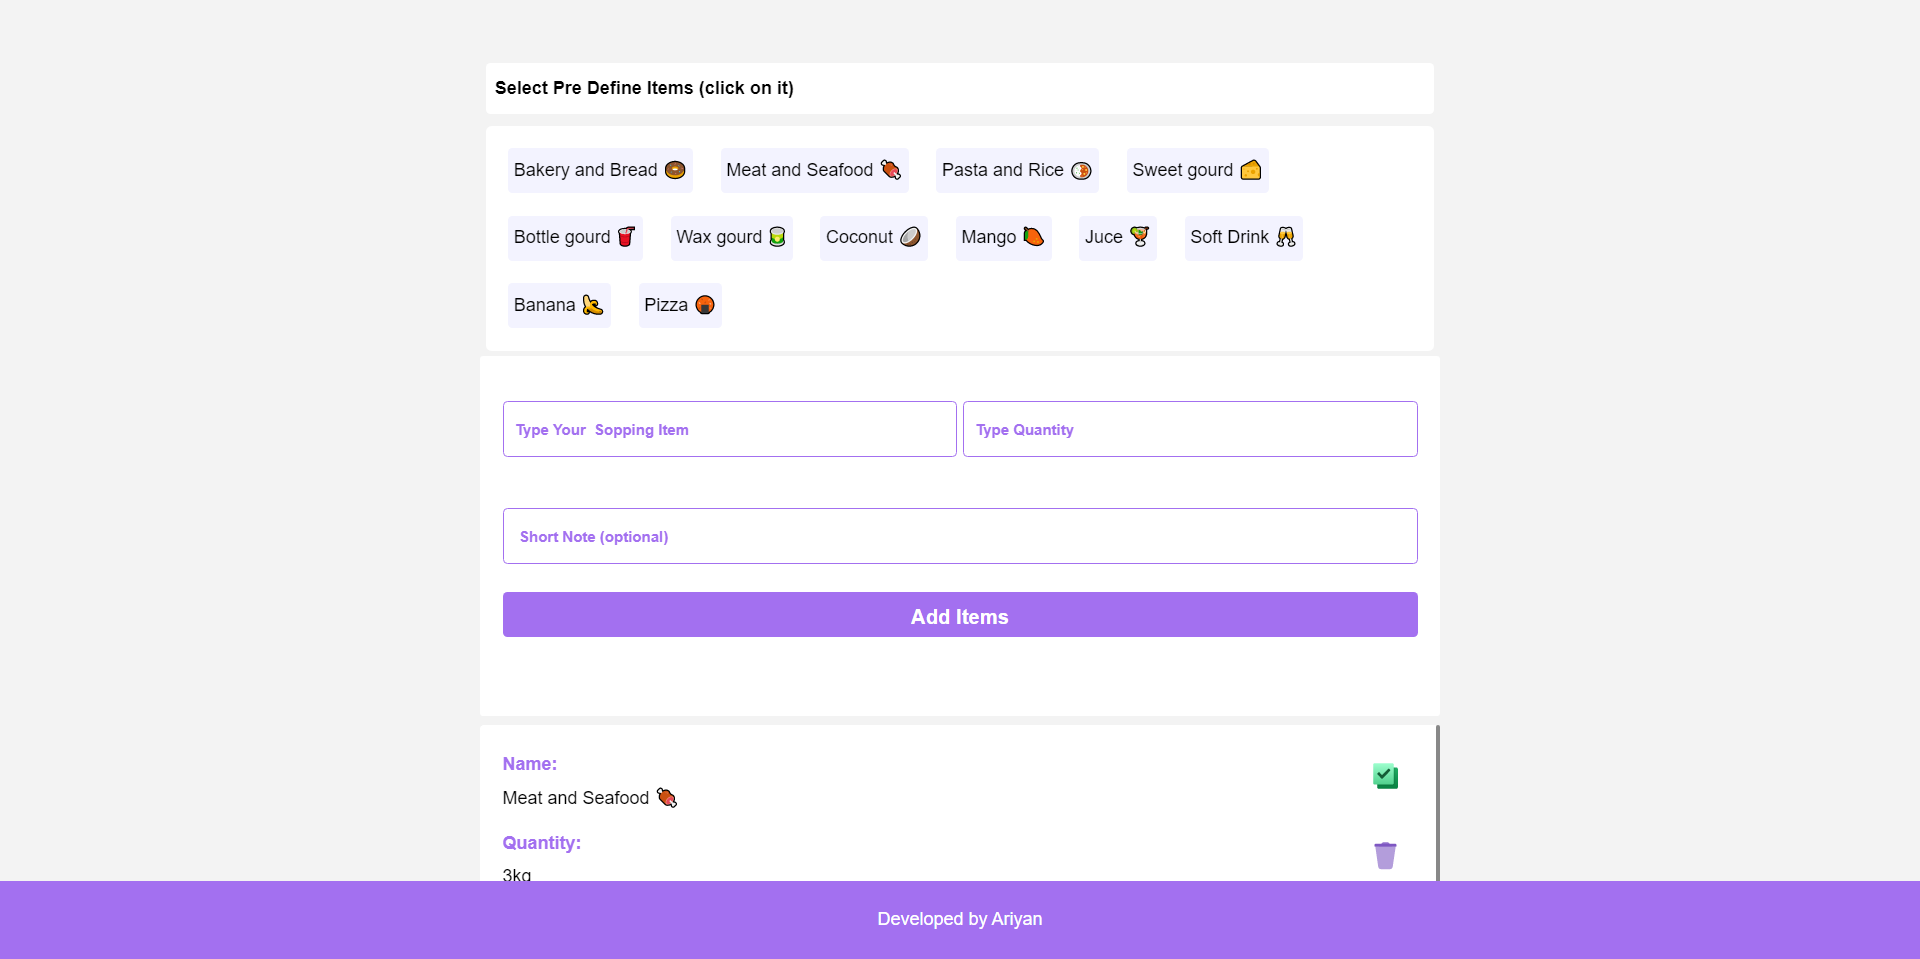 Select Pre Define Items (click on it)
Bakery and Bread 🍩 Meat and Seafood 🍖 Pasta and Rice 🍛 Sweet gourd 🧀
Bottle gourd 🥤 Wax gourd 🥫 Coconut 🥥 Mango 🥭 Juce 🍹 Soft Drink 🥂
Banana 🍌 Pizza 🍘
Type Your Sopping Item Type Quantity
Short Note (optional)
Add Items
Name:
Meat and Seafood 🍖
Quantity:
3kg
Developed by Ariyan